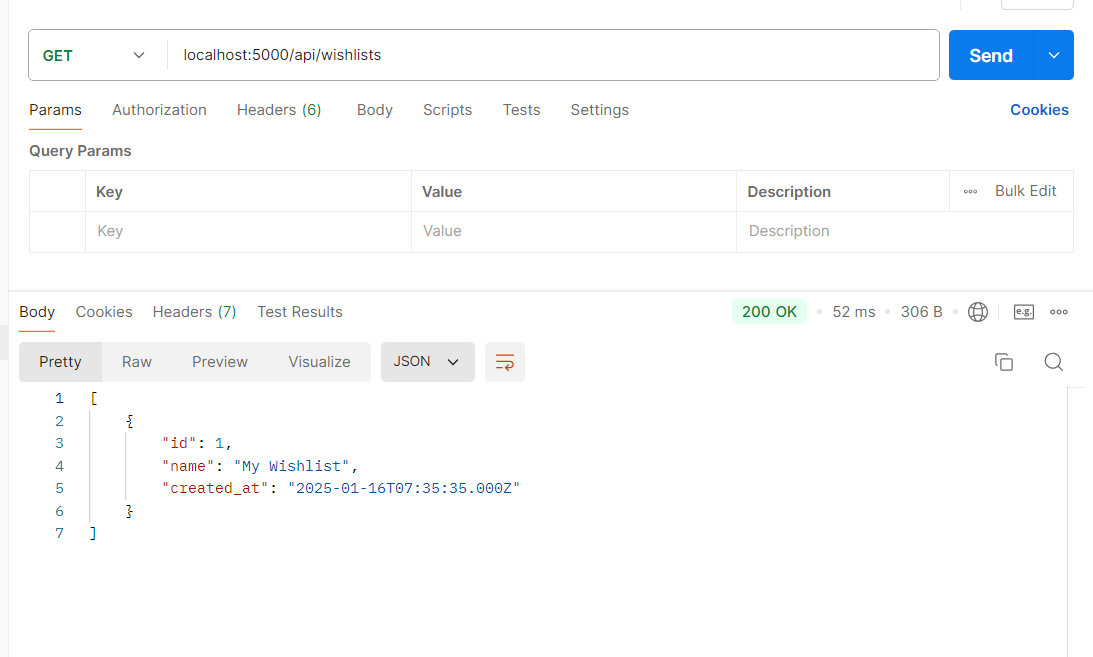 GET localhost:5000/api/wishlists Send
Params Authorization Headers (6) Body Scripts Tests Settings Cookies
Query Params
Key Value Description Bulk Edit
Key Value Description
Body Cookies Headers (7) Test Results 200 OK 52 ms 306 B e.g.
Pretty Raw Preview Visualize JSON
1 [
2 {
3 "id": 1,
4 "name": "My Wishlist",
5 "created_at": "2025-01-16T07:35:35.000Z"
6 }
7 ]